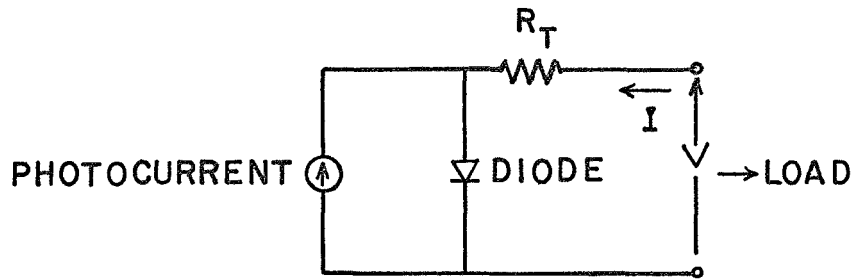 R_T
I
PHOTOCURRENT
DIODE
V
LOAD